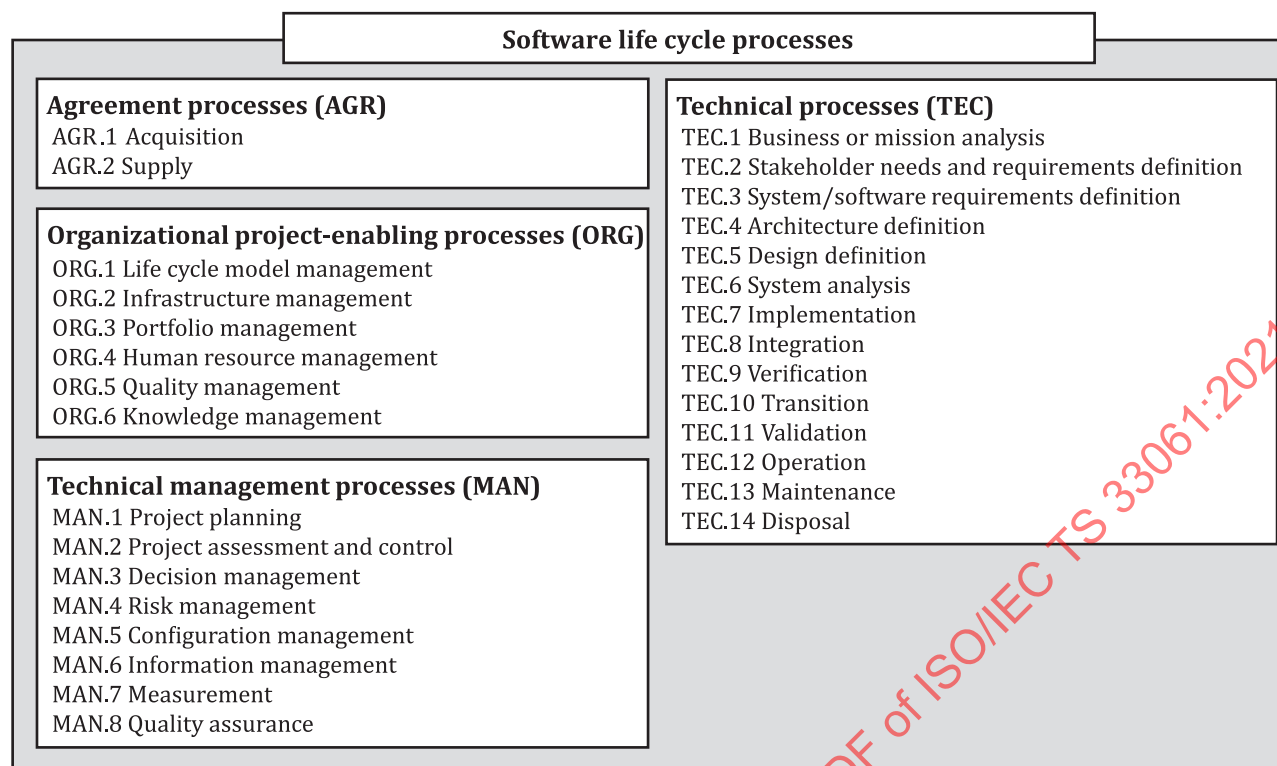 Software life cycle processes
Agreement processes (AGR)
AGR.1 Acquisition
AGR.2 Supply
Organizational project-enabling processes (ORG)
ORG.1 Life cycle model management
ORG.2 Infrastructure management
ORG.3 Portfolio management
ORG.4 Human resource management
ORG.5 Quality management
ORG.6 Knowledge management
Technical management processes (MAN)
MAN.1 Project planning
MAN.2 Project assessment and control
MAN.3 Decision management
MAN.4 Risk management
MAN.5 Configuration management
MAN.6 Information management
MAN.7 Measurement
MAN.8 Quality assurance
Technical processes (TEC)
TEC.1 Business or mission analysis
TEC.2 Stakeholder needs and requirements definition
TEC.3 System/software requirements definition
TEC.4 Architecture definition
TEC.5 Design definition
TEC.6 System analysis
TEC.7 Implementation
TEC.8 Integration
TEC.9 Verification
TEC.10 Transition
TEC.11 Validation
TEC.12 Operation
TEC.13 Maintenance
TEC.14 Disposal
of ISO/IEC TS 33061:2021